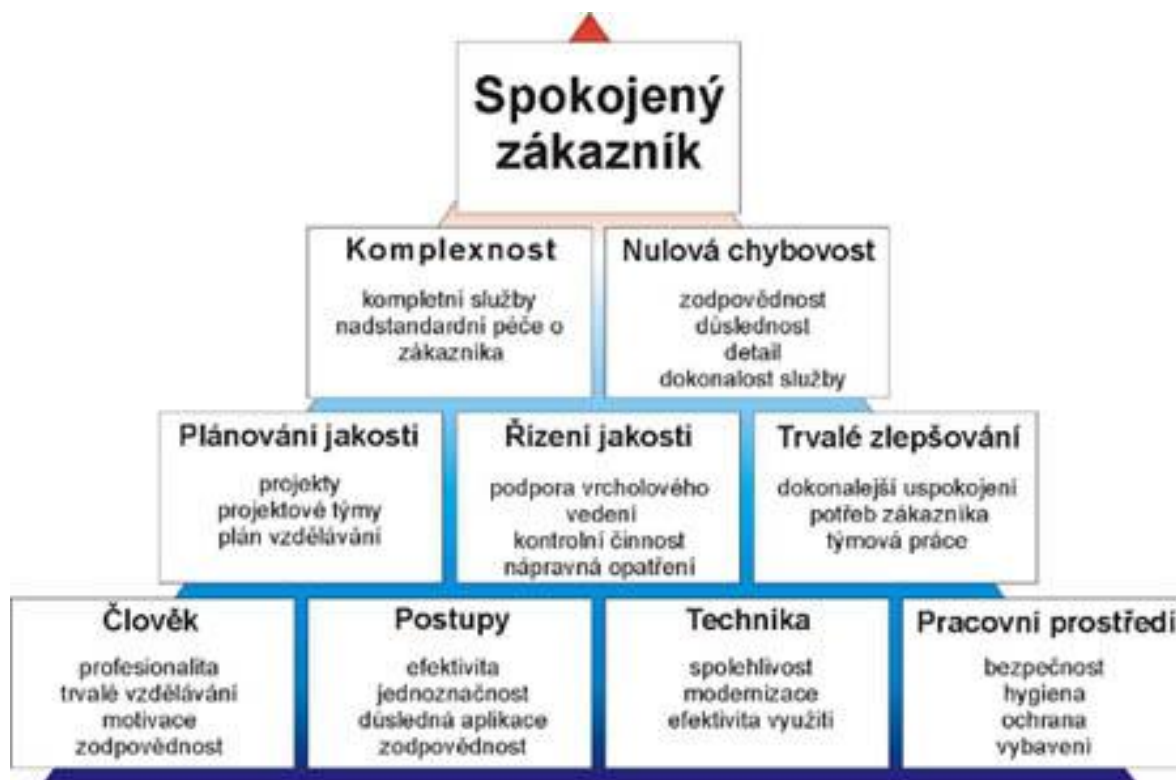 Spokojený
zákazník
Komplexnost
kompletní služby
nadstandardní péče o
zákazníka
Nulová chybovost
zodpovědnost
důslednost
detail
dokonalost služby
Plánování jakosti
projekty
projektové týmy
plán vzdělávání
Řízení jakosti
podpora vrcholového
vedení
kontrolní činnost
nápravná opatření
Trvalé zlepšování
dokonalejší uspokojení
potřeb zákazníka
týmová práce
Člověk
profesionalita
trvalé vzdělávání
motivace
zodpovědnost
Postupy
efektivita
jednoznačnost
důsledná aplikace
zodpovědnost
Technika
spolehlivost
modernizace
efektivita využití
Pracovní prostředí
bezpečnost
hygiena
ochrana
vybavení